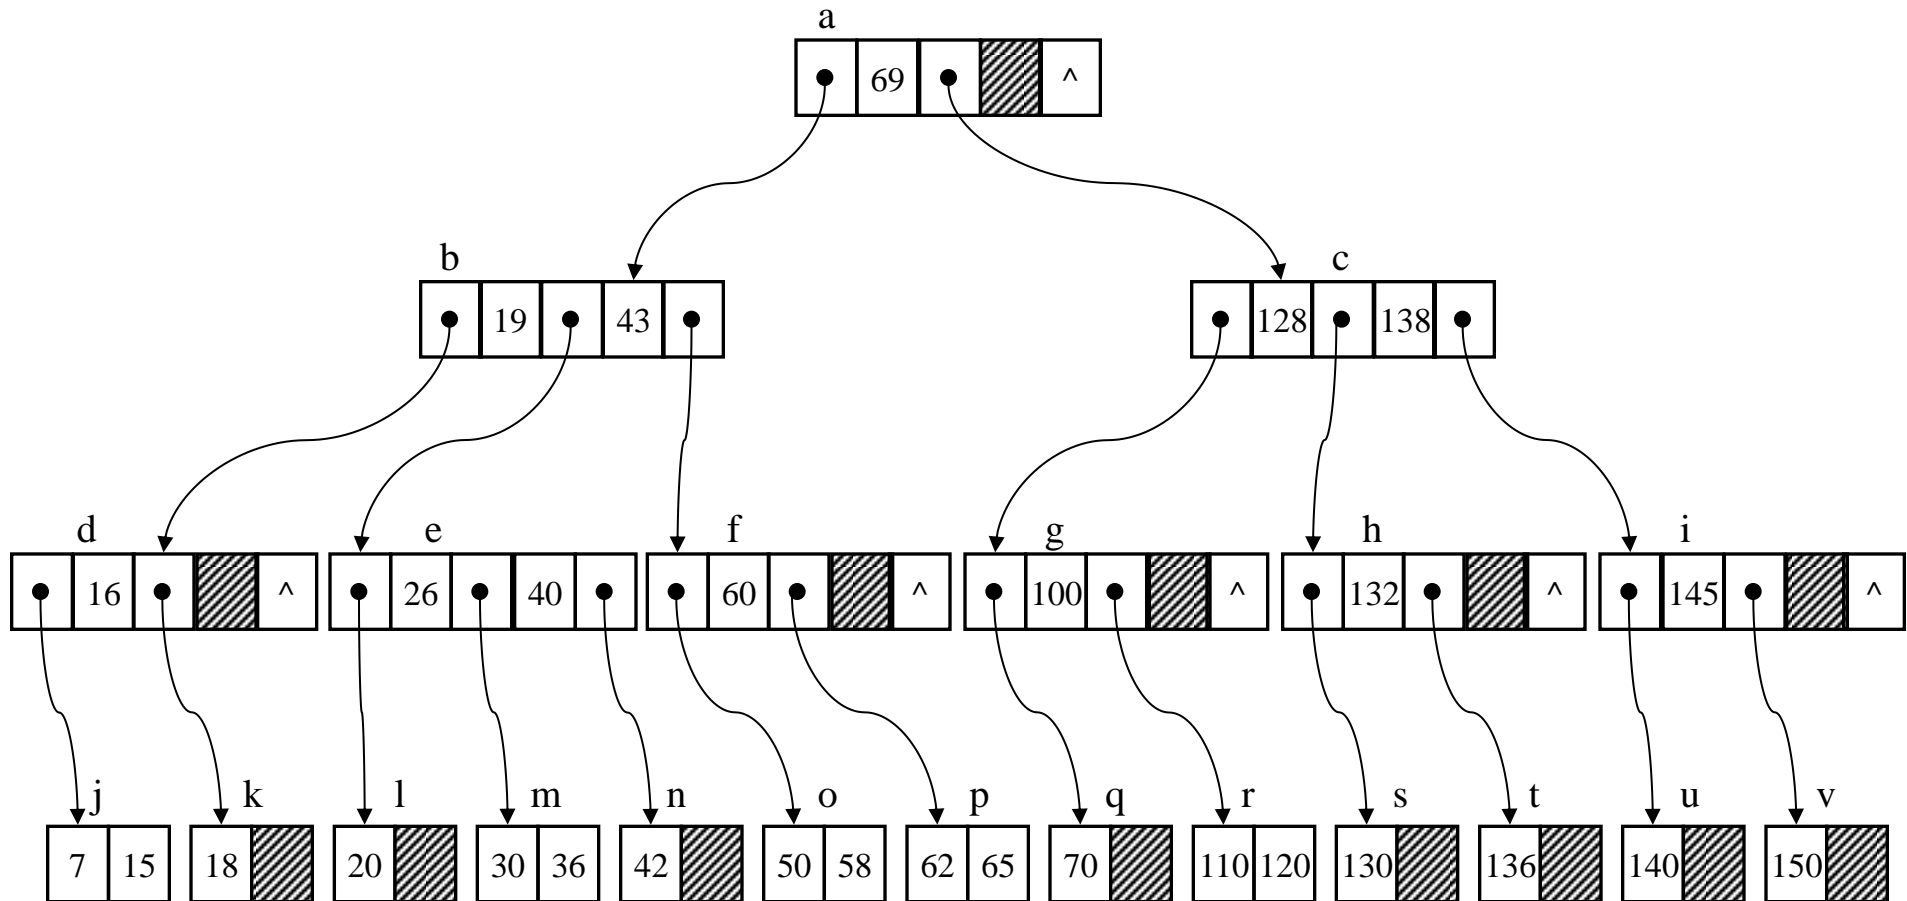 a
69 ^
b c
19 43 128 138
d e f g h i
16 ^ 26 40 60 ^ 100 ^ 132 ^ 145 ^
j k l m n o p q r s t u v
7 15 18 20 30 36 42 50 58 62 65 70 110 120 130 136 140 150